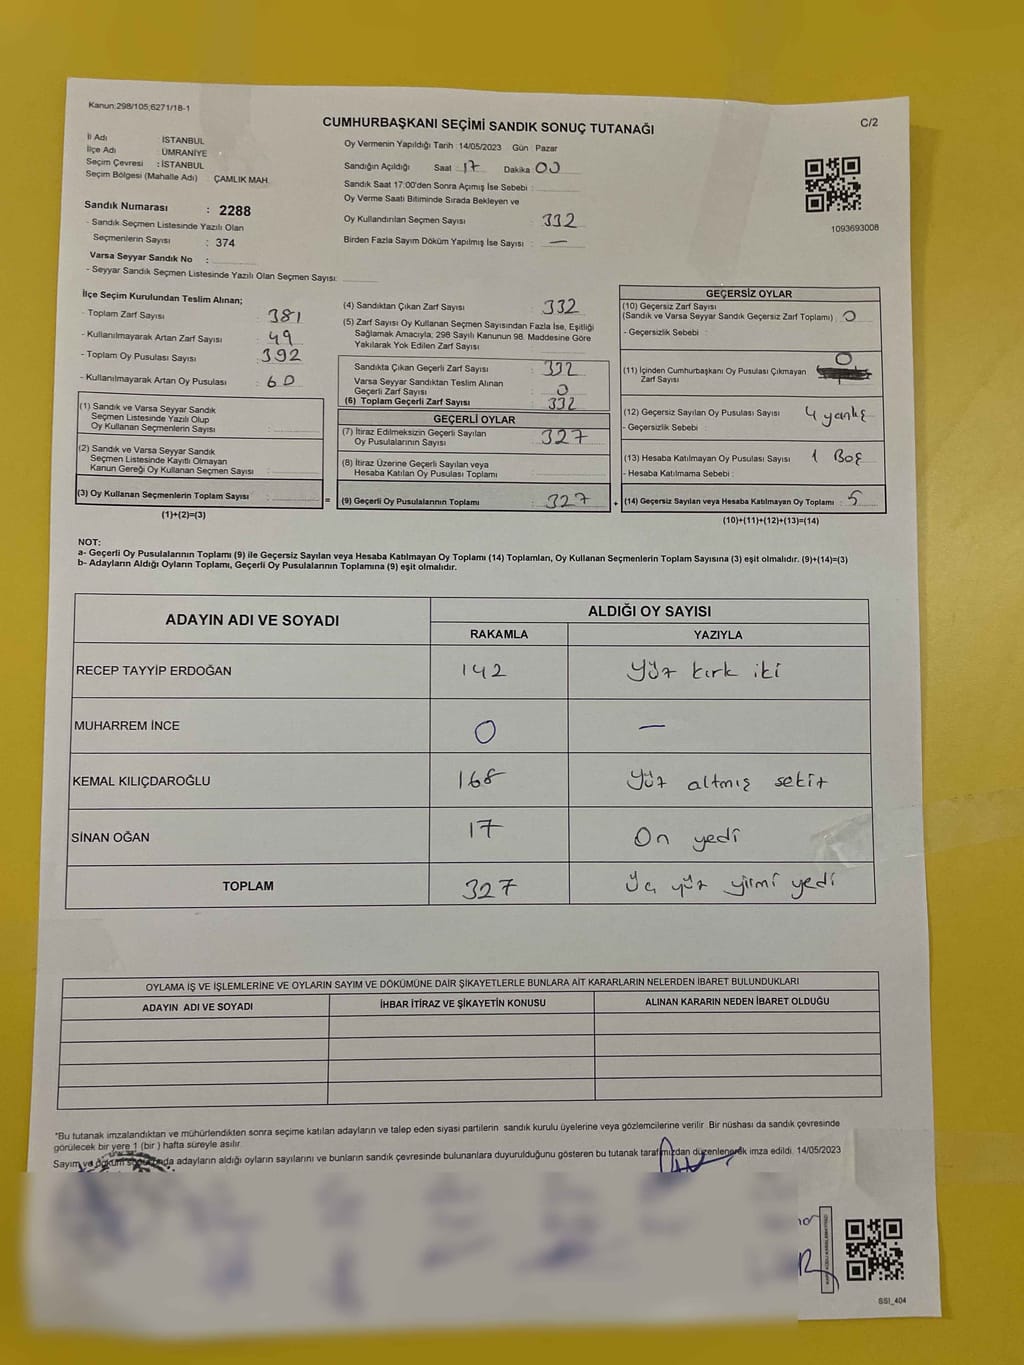 Kanun:298/105;6271/18-1
C/2
CUMHURBAŞKANI SEÇİMİ SANDIK SONUÇ TUTANAĞI
İl Adı : İSTANBUL
İlçe Adı : ÜMRANİYE
Seçim Çevresi : İSTANBUL
Seçim Bölgesi (Mahalle Adı) : ÇAMLIK MAH.
Sandık Numarası : 2288
- Sandık Seçmen Listesinde Yazılı Olan
Seçmenlerin Sayısı : 374
Varsa Seyyar Sandık No :
- Seyyar Sandık Seçmen Listesinde Yazılı Olan Seçmen Sayısı:
Oy Vermenin Yapıldığı Tarih :14/05/2023 Gün : Pazar
Sandığın Açıldığı Saat : 17 Dakika : 00
Sandık Saat 17:00'den Sonra Açımış İse Sebebi :
Oy Verme Saati Bitiminde Sırada Bekleyen ve
Oy Kullandırılan Seçmen Sayısı : 332
Birden Fazla Sayım Döküm Yapılmış İse Sayısı : —
1093693008
İlçe Seçim Kurulundan Teslim Alınan;
- Toplam Zarf Sayısı : 381
- Kullanılmayarak Artan Zarf Sayısı : 49
- Toplam Oy Pusulası Sayısı : 392
- Kullanılmayarak Artan Oy Pusulası : 60
(1) Sandık ve Varsa Seyyar Sandık
Seçmen Listesinde Yazılı Olup
Oy Kullanan Seçmenlerin Sayısı :
(2) Sandık ve Varsa Seyyar Sandık
Seçmen Listesinde Kayıtlı Olmayan
Kanun Gereği Oy Kullanan Seçmen Sayısı :
(3) Oy Kullanan Seçmenlerin Toplam Sayısı :
(1)+(2)=(3)
(4) Sandıktan Çıkan Zarf Sayısı : 332
(5) Zarf Sayısı Oy Kullanan Seçmen Sayısından Fazla İse, Eşitliği
Sağlamak Amacıyla; 298 Sayılı Kanunun 98. Maddesine Göre
Yakılarak Yok Edilen Zarf Sayısı :
Sandıkta Çıkan Geçerli Zarf Sayısı : 332
Varsa Seyyar Sandıktan Teslim Alınan
Geçerli Zarf Sayısı : 0
(6) Toplam Geçerli Zarf Sayısı : 332
GEÇERLİ OYLAR
(7) İtiraz Edilmeksizin Geçerli Sayılan
Oy Pusulalarının Sayısı : 327
(8) İtiraz Üzerine Geçerli Sayılan veya
Hesaba Katılan Oy Pusulası Toplamı :
= (9) Geçerli Oy Pusulalarının Toplamı : 327
GEÇERSİZ OYLAR
(10) Geçersiz Zarf Sayısı
(Sandık ve Varsa Seyyar Sandık Geçersiz Zarf Toplamı) : 0
- Geçersizlik Sebebi :
0
(11) İçinden Cumhurbaşkanı Oy Pusulası Çıkmayan
Zarf Sayısı
(12) Geçersiz Sayılan Oy Pusulası Sayısı : 4 yanlış
- Geçersizlik Sebebi :
(13) Hesaba Katılmayan Oy Pusulası Sayısı : 1 Boş
- Hesaba Katılmama Sebebi :
+ (14) Geçersiz Sayılan veya Hesaba Katılmayan Oy Toplamı : 5
(10)+(11)+(12)+(13)=(14)
NOT:
a- Geçerli Oy Pusulalarının Toplamı (9) ile Geçersiz Sayılan veya Hesaba Katılmayan Oy Toplamı (14) Toplamları, Oy Kullanan Seçmenlerin Toplam Sayısına (3) eşit olmalıdır. (9)+(14)=(3)
b- Adayların Aldığı Oyların Toplamı, Geçerli Oy Pusulalarının Toplamına (9) eşit olmalıdır.
ADAYIN ADI VE SOYADI
ALDIĞI OY SAYISI
RAKAMLA YAZIYLA
RECEP TAYYİP ERDOĞAN 142 Yüz kırk iki
MUHARREM İNCE 0 —
KEMAL KILIÇDAROĞLU 168 Yüz altmış sekiz
SİNAN OĞAN 17 On yedi
TOPLAM 327 Üç yüz yirmi yedi
OYLAMA İŞ VE İŞLEMLERİNE VE OYLARIN SAYIM VE DÖKÜMÜNE DAİR ŞİKAYETLERLE BUNLARA AİT KARARLARIN NELERDEN İBARET BULUNDUKLARI
ADAYIN ADI VE SOYADI İHBAR İTİRAZ VE ŞİKAYETİN KONUSU ALINAN KARARIN NEDEN İBARET OLDUĞU
*Bu tutanak imzalandıktan ve mühürlendikten sonra seçime katılan adayların ve talep eden siyasi partilerin sandık kurulu üyelerine veya gözlemcilerine verilir. Bir nüshası da sandık çevresinde
görülecek bir yere 1 (bir ) hafta süreyle asılır.
Sayım ve döküm sonucunda adayların aldığı oyların sayılarını ve bunların sandık çevresinde bulunanlara duyurulduğunu gösteren bu tutanak tarafımızdan düzenlenerek imza edildi. 14/05/2023
SSI_404